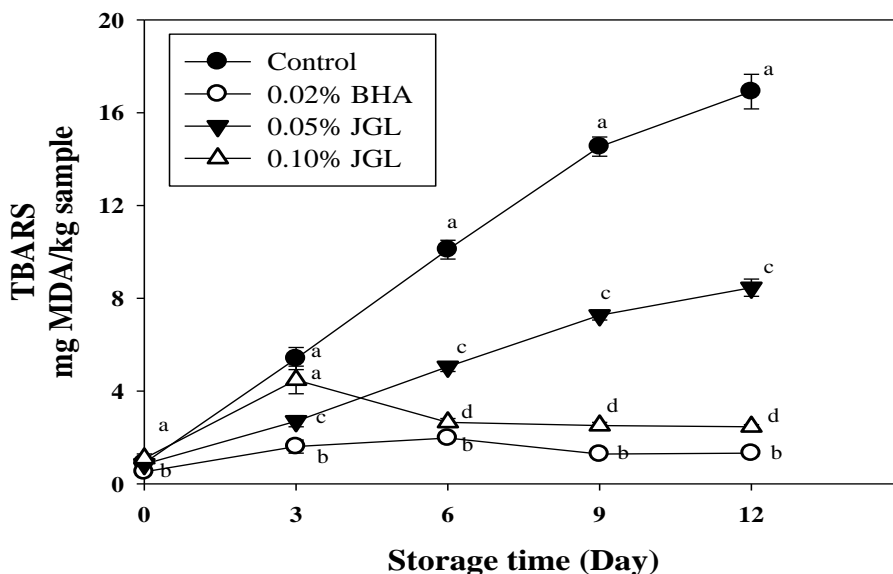 20
16
12
8
4
0
TBARS
mg MDA/kg sample
Control
0.02% BHA
0.05% JGL
0.10% JGL
a
b
a
a
c
b
a
c
d
b
a
c
d
b
a
c
d
b
0 3 6 9 12
Storage time (Day)